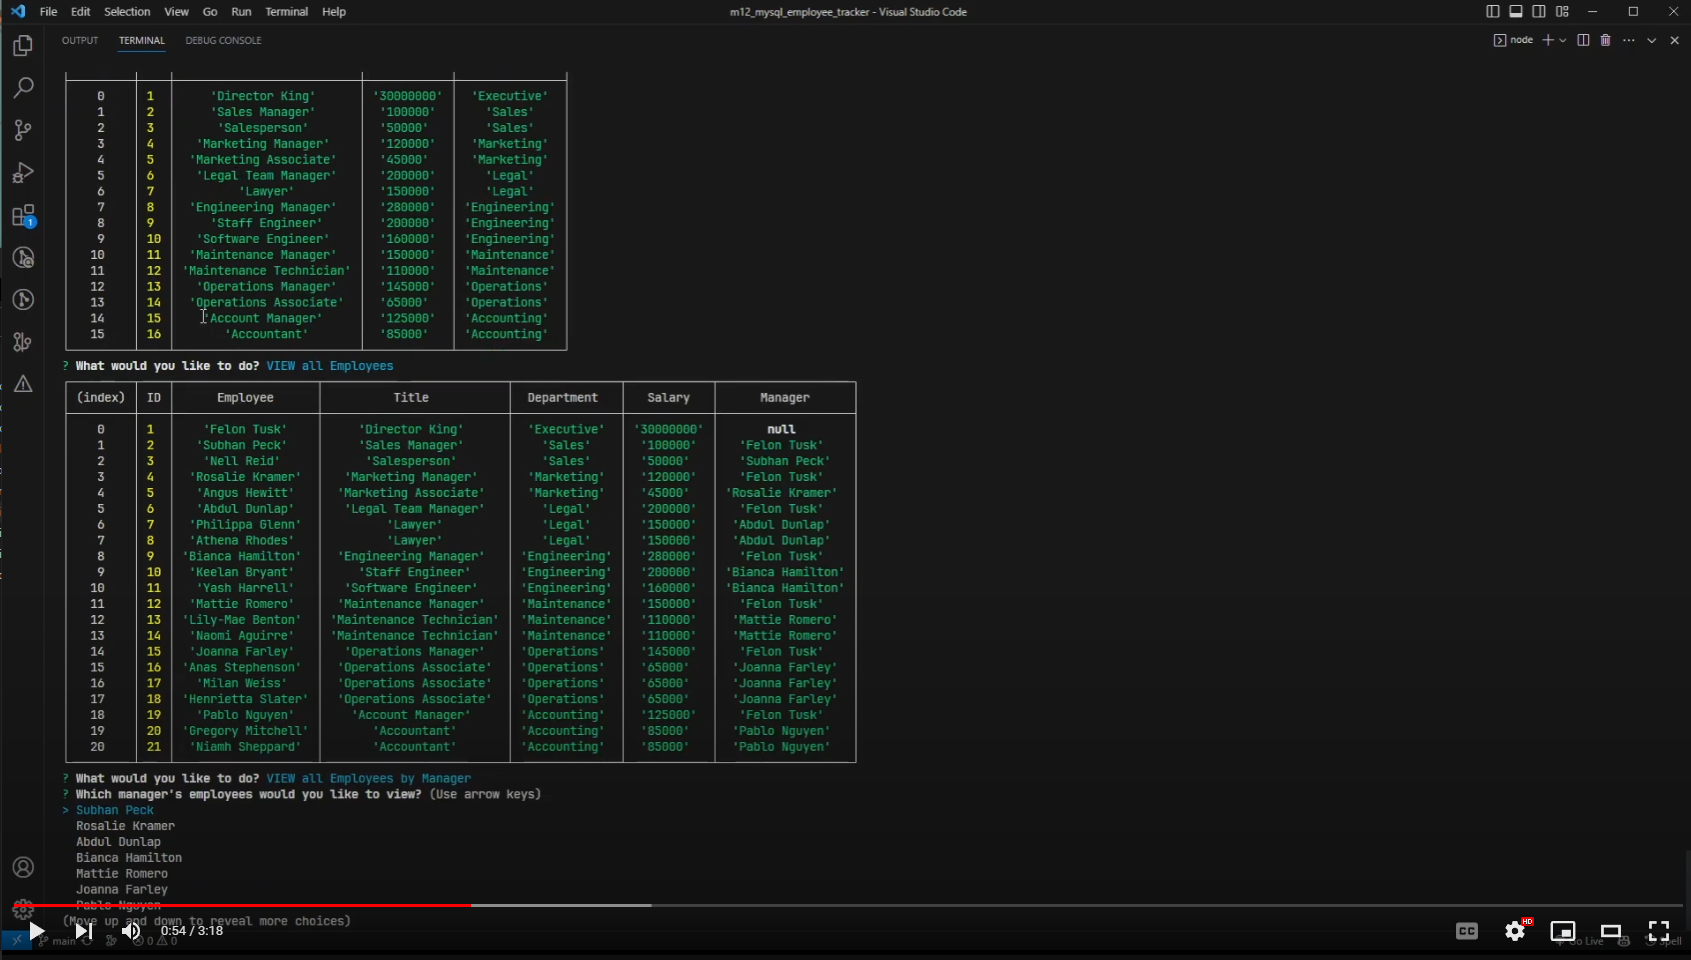 File Edit Selection View Go Run Terminal Help
m12_mysql_employee_tracker - Visual Studio Code
OUTPUT TERMINAL DEBUG CONSOLE
node
0 1 'Director King' '30000000' 'Executive'
1 2 'Sales Manager' '100000' 'Sales'
2 3 'Salesperson' '50000' 'Sales'
3 4 'Marketing Manager' '120000' 'Marketing'
4 5 'Marketing Associate' '45000' 'Marketing'
5 6 'Legal Team Manager' '200000' 'Legal'
6 7 'Lawyer' '150000' 'Legal'
7 8 'Engineering Manager' '280000' 'Engineering'
8 9 'Staff Engineer' '200000' 'Engineering'
9 10 'Software Engineer' '160000' 'Engineering'
10 11 'Maintenance Manager' '150000' 'Maintenance'
11 12 'Maintenance Technician' '110000' 'Maintenance'
12 13 'Operations Manager' '145000' 'Operations'
13 14 'Operations Associate' '65000' 'Operations'
14 15 'Account Manager' '125000' 'Accounting'
15 16 'Accountant' '85000' 'Accounting'
? What would you like to do? VIEW all Employees
(index) ID Employee Title Department Salary Manager
0 1 'Felon Tusk' 'Director King' 'Executive' '30000000' null
1 2 'Subhan Peck' 'Sales Manager' 'Sales' '100000' 'Felon Tusk'
2 3 'Nell Reid' 'Salesperson' 'Sales' '50000' 'Subhan Peck'
3 4 'Rosalie Kramer' 'Marketing Manager' 'Marketing' '120000' 'Felon Tusk'
4 5 'Angus Hewitt' 'Marketing Associate' 'Marketing' '45000' 'Rosalie Kramer'
5 6 'Abdul Dunlap' 'Legal Team Manager' 'Legal' '200000' 'Felon Tusk'
6 7 'Philippa Glenn' 'Lawyer' 'Legal' '150000' 'Abdul Dunlap'
7 8 'Athena Rhodes' 'Lawyer' 'Legal' '150000' 'Abdul Dunlap'
8 9 'Bianca Hamilton' 'Engineering Manager' 'Engineering' '280000' 'Felon Tusk'
9 10 'Keelan Bryant' 'Staff Engineer' 'Engineering' '200000' 'Bianca Hamilton'
10 11 'Yash Harrell' 'Software Engineer' 'Engineering' '160000' 'Bianca Hamilton'
11 12 'Mattie Romero' 'Maintenance Manager' 'Maintenance' '150000' 'Felon Tusk'
12 13 'Lily-Mae Benton' 'Maintenance Technician' 'Maintenance' '110000' 'Mattie Romero'
13 14 'Naomi Aguirre' 'Maintenance Technician' 'Maintenance' '110000' 'Mattie Romero'
14 15 'Joanna Farley' 'Operations Manager' 'Operations' '145000' 'Felon Tusk'
15 16 'Anas Stephenson' 'Operations Associate' 'Operations' '65000' 'Joanna Farley'
16 17 'Milan Weiss' 'Operations Associate' 'Operations' '65000' 'Joanna Farley'
17 18 'Henrietta Slater' 'Operations Associate' 'Operations' '65000' 'Joanna Farley'
18 19 'Pablo Nguyen' 'Account Manager' 'Accounting' '125000' 'Felon Tusk'
19 20 'Gregory Mitchell' 'Accountant' 'Accounting' '85000' 'Pablo Nguyen'
20 21 'Niamh Sheppard' 'Accountant' 'Accounting' '85000' 'Pablo Nguyen'
? What would you like to do? VIEW all Employees by Manager
? Which manager's employees would you like to view? (Use arrow keys)
> Subhan Peck
Rosalie Kramer
Abdul Dunlap
Bianca Hamilton
Mattie Romero
Joanna Farley
Pablo Nguyen
(Move up and down to reveal more choices)
0:54 / 3:18
CC HD
main 0 0 Go Live Spell
1